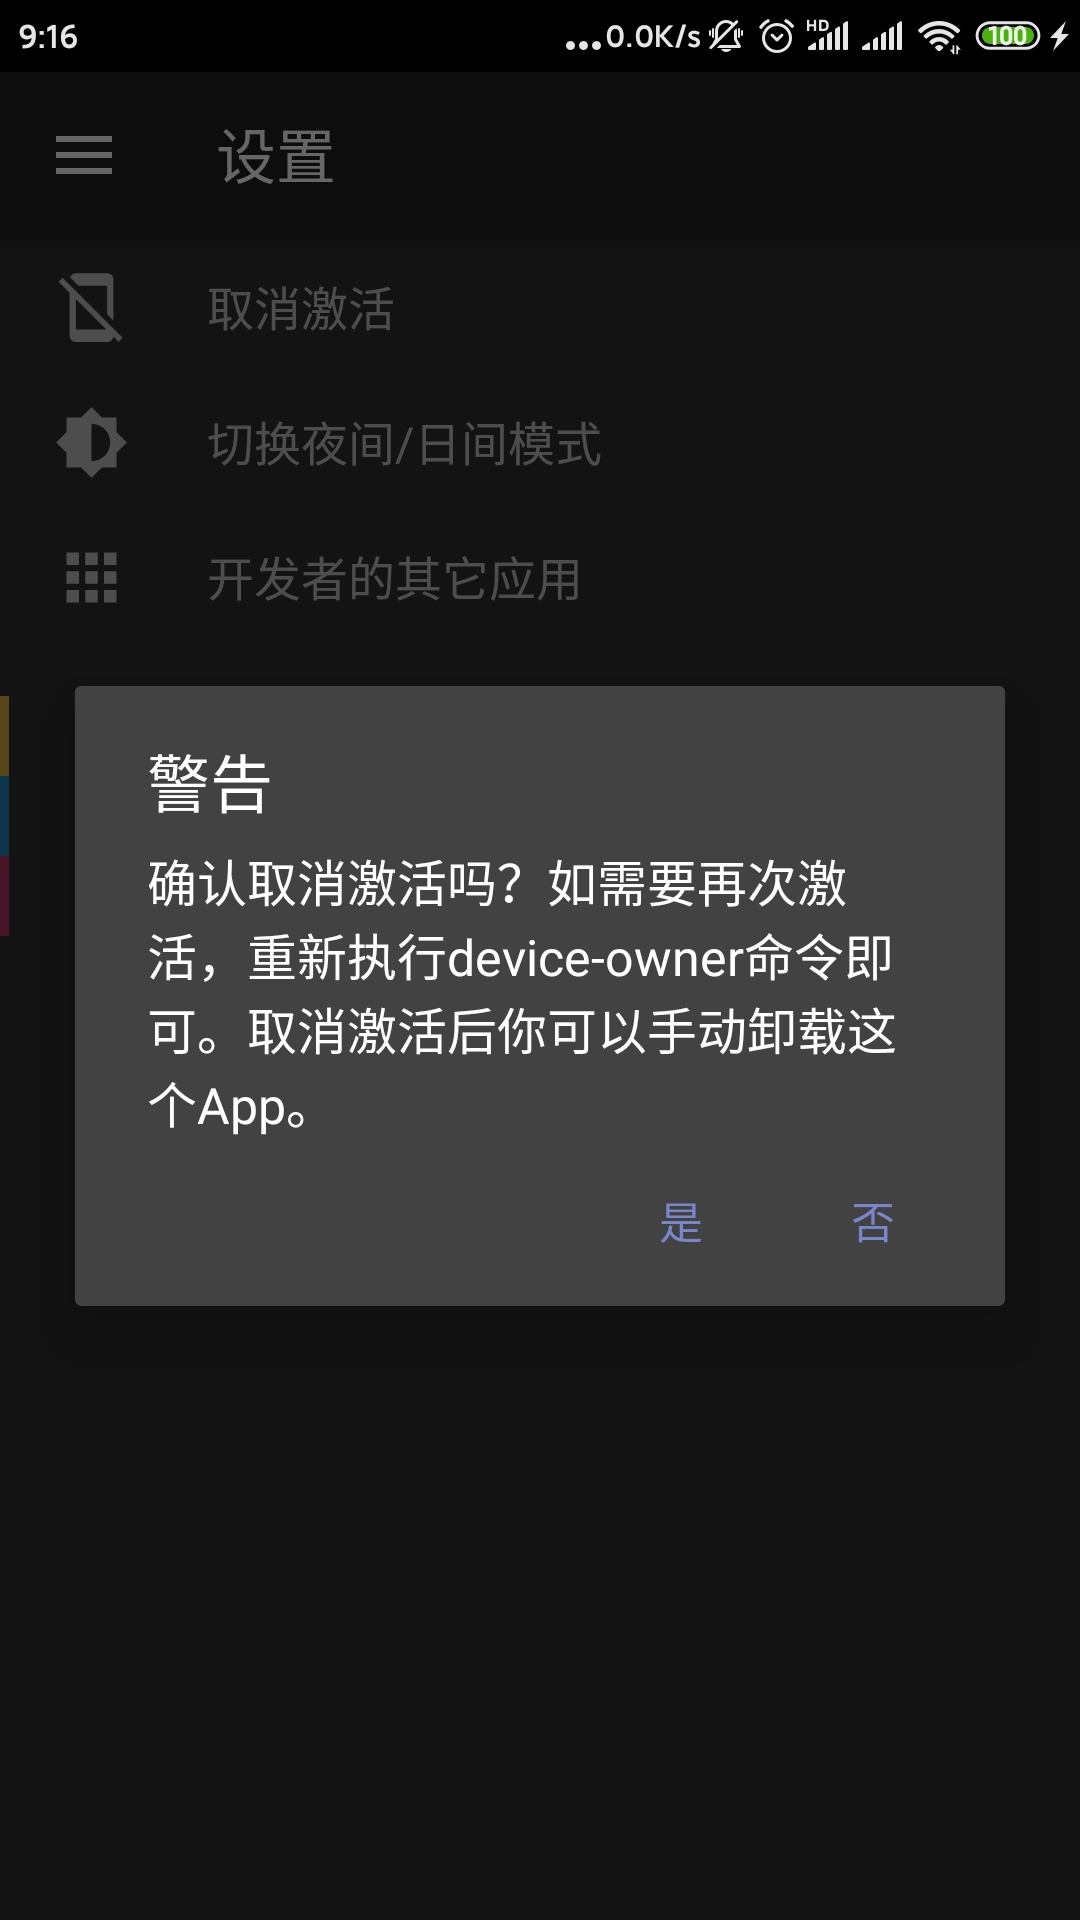 9:16
...0.0K/s
HD
100
设置
取消激活
切换夜间/日间模式
开发者的其它应用
警告
确认取消激活吗？如需要再次激
活，重新执行device-owner命令即
可。取消激活后你可以手动卸载这
个App。
是 否